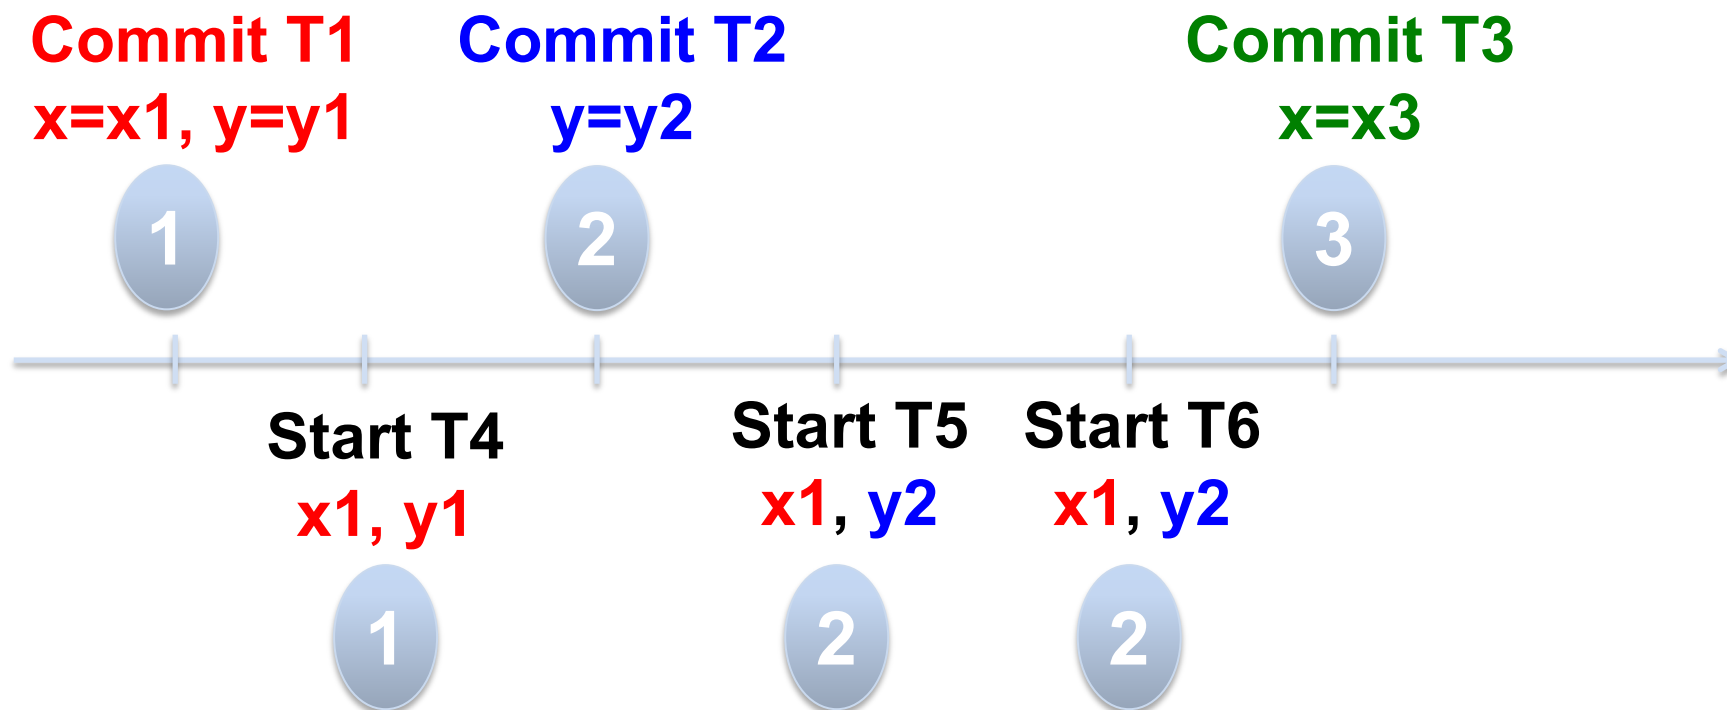 Commit T1
x=x1, y=y1
1
Commit T2
y=y2
2
Commit T3
x=x3
3
Start T4
x1, y1
1
Start T5
x1, y2
2
Start T6
x1, y2
2